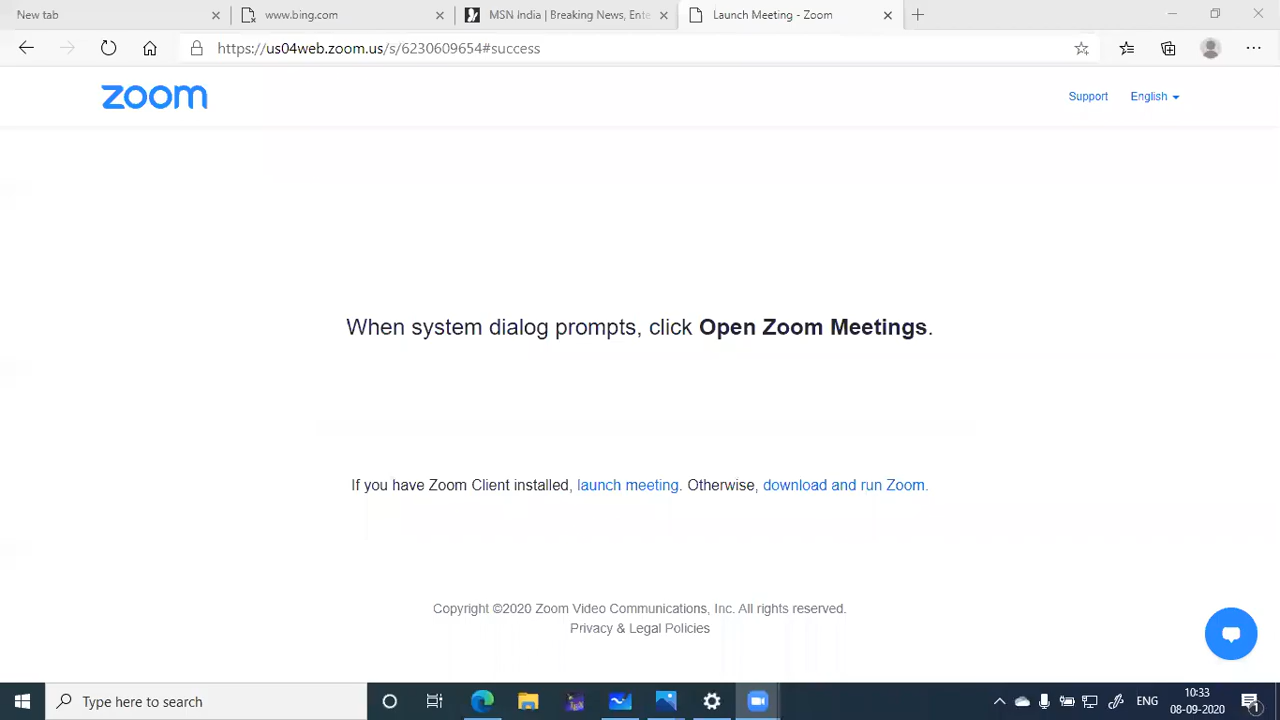 New tab
www.bing.com
MSN India | Breaking News, Ente
Launch Meeting - Zoom
https://us04web.zoom.us/s/6230609654#success
zoom
Support
English
When system dialog prompts, click Open Zoom Meetings.
If you have Zoom Client installed, launch meeting. Otherwise, download and run Zoom.
Copyright ©2020 Zoom Video Communications, Inc. All rights reserved.
Privacy & Legal Policies
Type here to search
ENG
10:33
08-09-2020
1